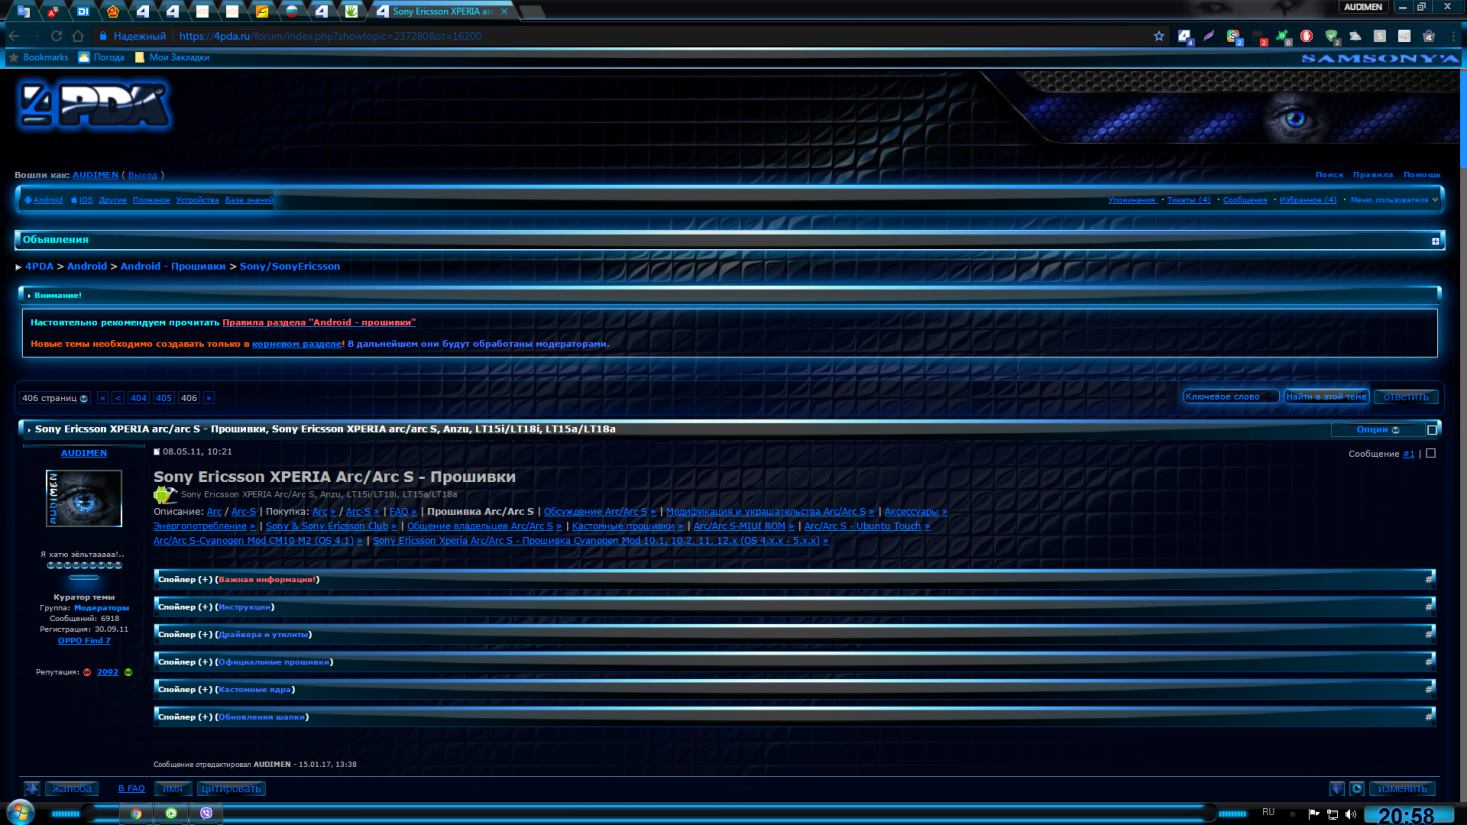 Sony Ericsson XPERIA arc
AUDIMEN
Надежный https://4pda.ru/forum/index.php?showtopic=237280&st=16200
Bookmarks Погода Мои Закладки
SAMSONY'A
4PDA
Вошли как: AUDIMEN ( Выход )
Поиск Правила Помощь
Android iOS Другие Полезное Устройства База знаний
Упоминания · Тикеты (4) · Сообщения · Избранное (4) · Меню пользователя
Объявления
4PDA > Android > Android - Прошивки > Sony/SonyEricsson
Внимание!
Настоятельно рекомендуем прочитать Правила раздела "Android - прошивки"
Новые темы необходимо создавать только в корневом разделе! В дальнейшем они будут обработаны модераторами.
406 страниц « < 404 405 406 »
Ключевое слово Найти в этой теме ответить
Sony Ericsson XPERIA arc/arc S - Прошивки, Sony Ericsson XPERIA arc/arc S, Anzu, LT15i/LT18i, LT15a/LT18a
Опции
AUDIMEN
08.05.11, 10:21
Сообщение #1 |
AUDIMEN
Я хатю зёльтааааа!..
Куратор темы
Группа: Модераторы
Сообщений: 6918
Регистрация: 30.09.11
OPPO Find 7
Репутация: 2092
Sony Ericsson XPERIA Arc/Arc S - Прошивки
Sony Ericsson XPERIA Arc/Arc S, Anzu, LT15i/LT18i, LT15a/LT18a
Описание: Arc / Arc-S | Покупка: Arc » / Arc-S » | FAQ » | Прошивка Arc/Arc S | Обсуждение Arc/Arc S » | Модификация и украшательства Arc/Arc S » | Аксессуары »
Энергопотребление » | Sony & Sony Ericsson Club » | Общение владельцев Arc/Arc S » | Кастомные прошивки » | Arc/Arc S-MIUI ROM » | Arc/Arc S - Ubuntu Touch »
Arc/Arc S-Cyanogen Mod CM10 M2 (OS 4.1) » | Sony Ericsson Xperia Arc/Arc S - Прошивка Cyanogen Mod 10.1, 10.2, 11, 12.x (OS 4.x.x - 5.x.x) »
Спойлер (+) (Важная информация!) #
Спойлер (+) (Инструкции) #
Спойлер (+) (Драйвера и утилиты) #
Спойлер (+) (Официальные прошивки) #
Спойлер (+) (Кастомные ядра) #
Спойлер (+) (Обновления шапки) #
Сообщение отредактировал AUDIMEN - 15.01.17, 13:38
жалоба В FAQ имя цитировать
изменить
RU
20:58